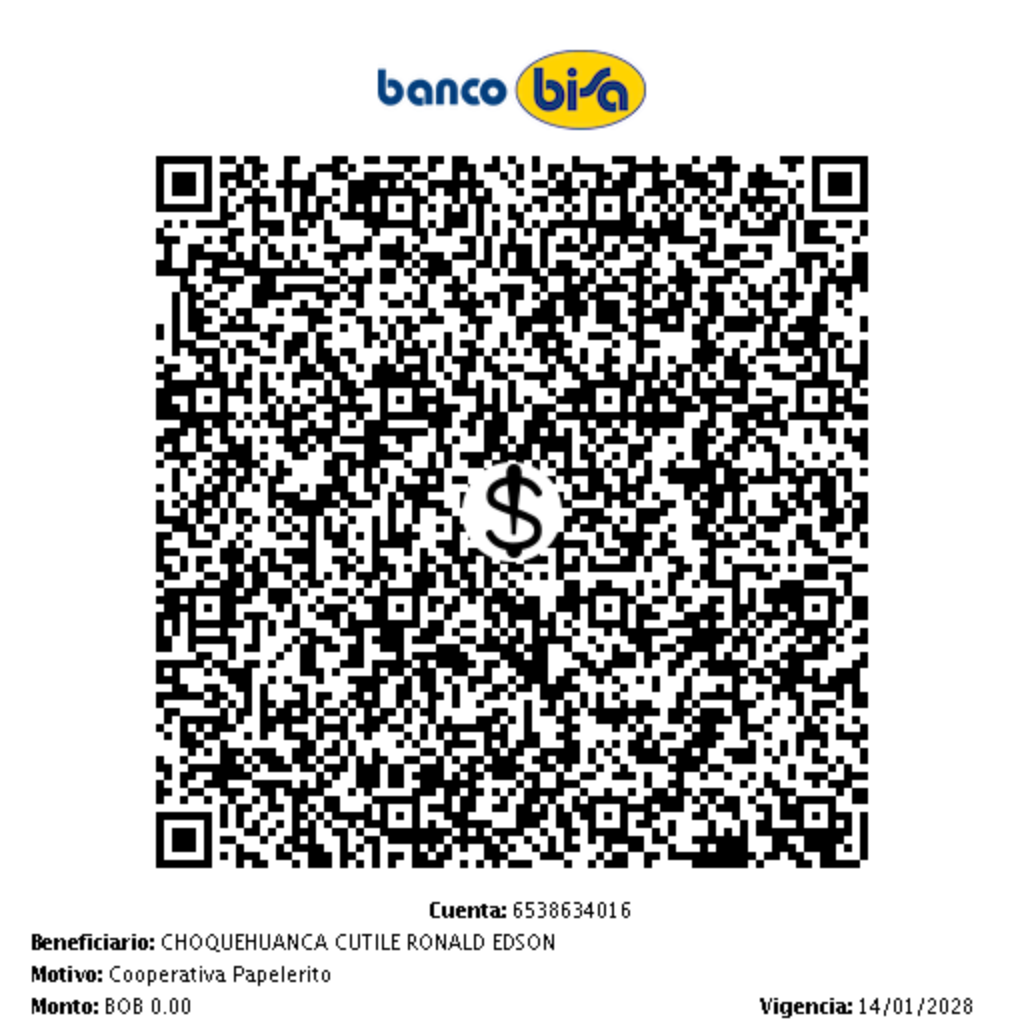 banco bisa
$
Cuenta: 6538634016
Beneficiario: CHOQUEHUANCA CUTILE RONALD EDSON
Motivo: Cooperativa Papelerito
Monto: BOB 0.00 Vigencia: 14/01/2028